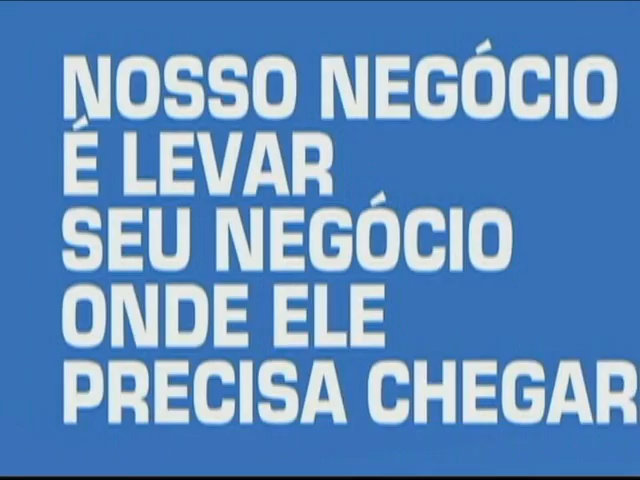 NOSSO NEGÓCIO
É LEVAR
SEU NEGÓCIO
ONDE ELE
PRECISA CHEGAR